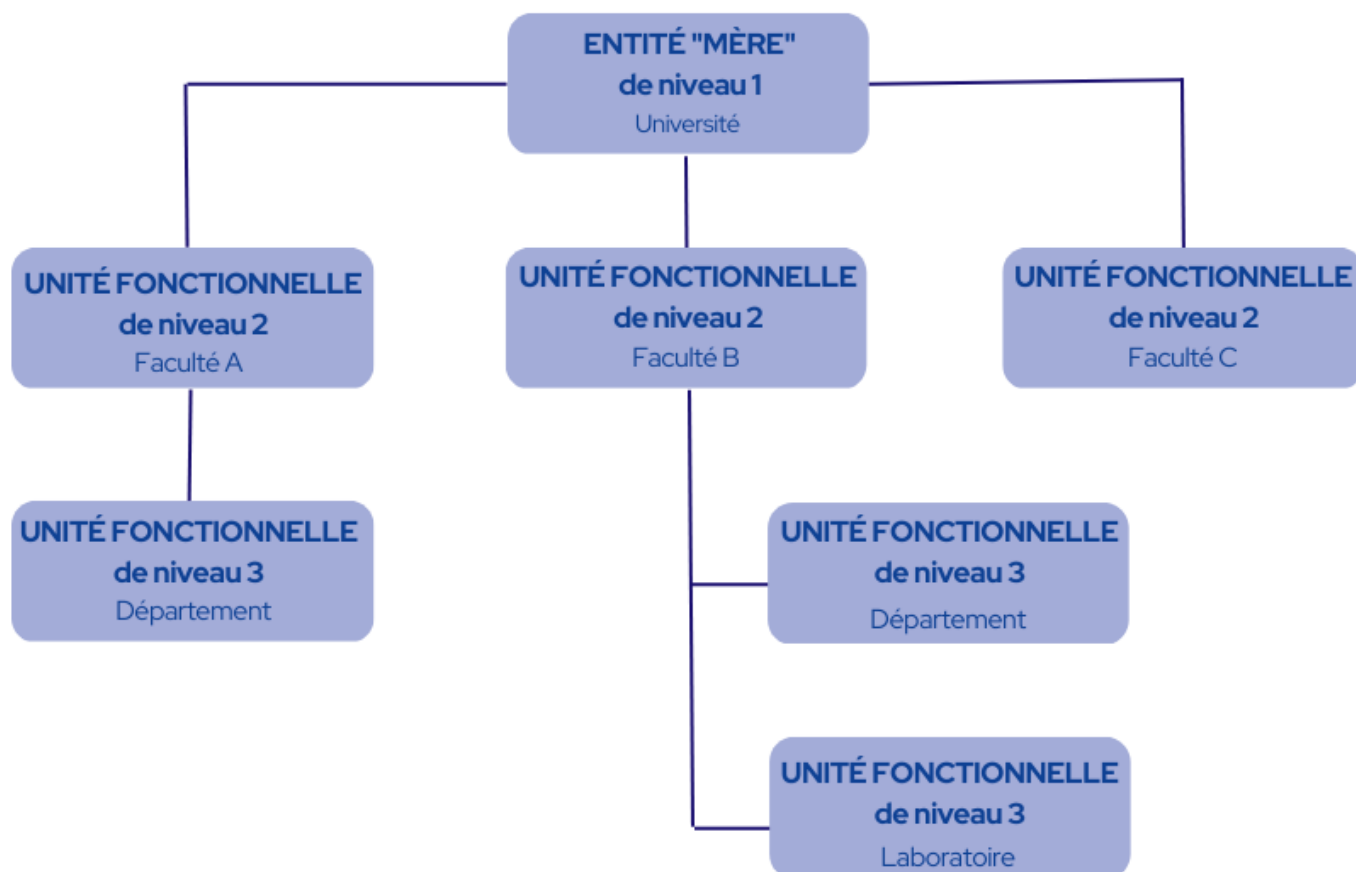 ENTITÉ "MÈRE"
de niveau 1
Université
UNITÉ FONCTIONNELLE
de niveau 2
Faculté A
UNITÉ FONCTIONNELLE
de niveau 2
Faculté B
UNITÉ FONCTIONNELLE
de niveau 2
Faculté C
UNITÉ FONCTIONNELLE
de niveau 3
Département
UNITÉ FONCTIONNELLE
de niveau 3
Département
UNITÉ FONCTIONNELLE
de niveau 3
Laboratoire